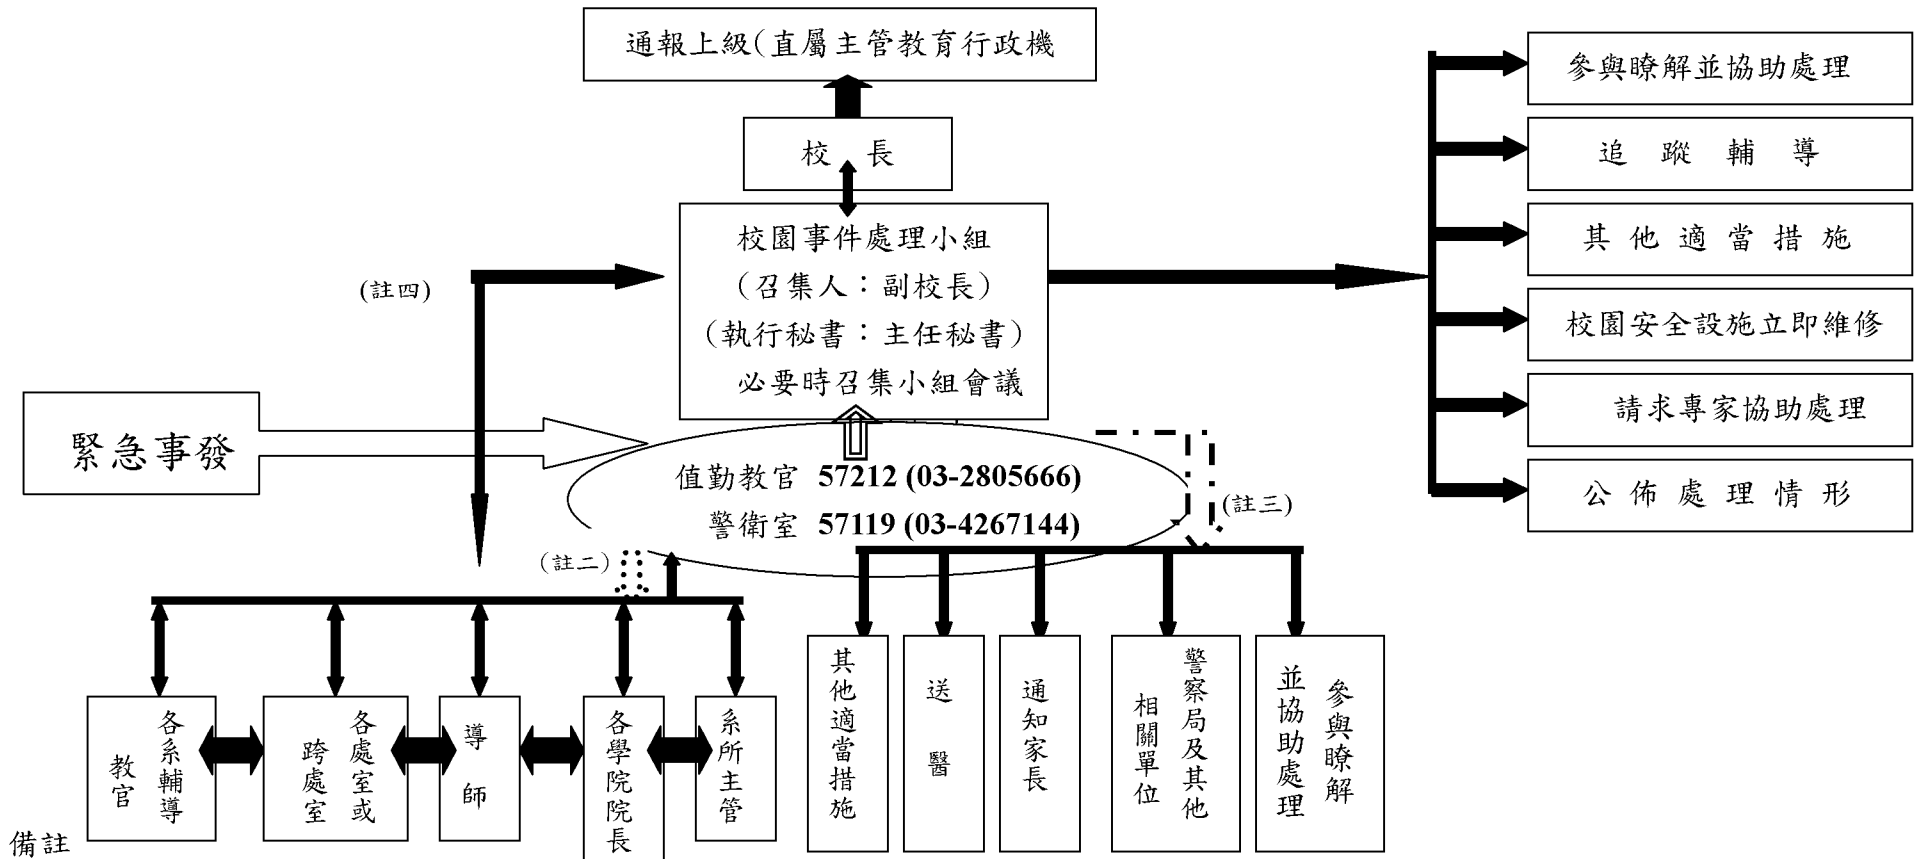 通報上級(直屬主管教育行政機
校 長
校園事件處理小組
(召集人：副校長)
(執行秘書：主任秘書)
必要時召集小組會議
(註四)
緊急事發
值勤教官 57212 (03-2805666)
警衛室 57119 (03-4267144)
(註三)
(註二)
參與瞭解並協助處理
追 蹤 輔 導
其 他 適 當 措 施
校園安全設施立即維修
請求專家協助處理
公 佈 處 理 情 形
各系輔導
教官
各處室或
跨處室
導 師
各學院院長
系所主管
其他適當措施
送 醫
通知家長
警察局及其他
相關單位
參與瞭解
並協助處理
備註